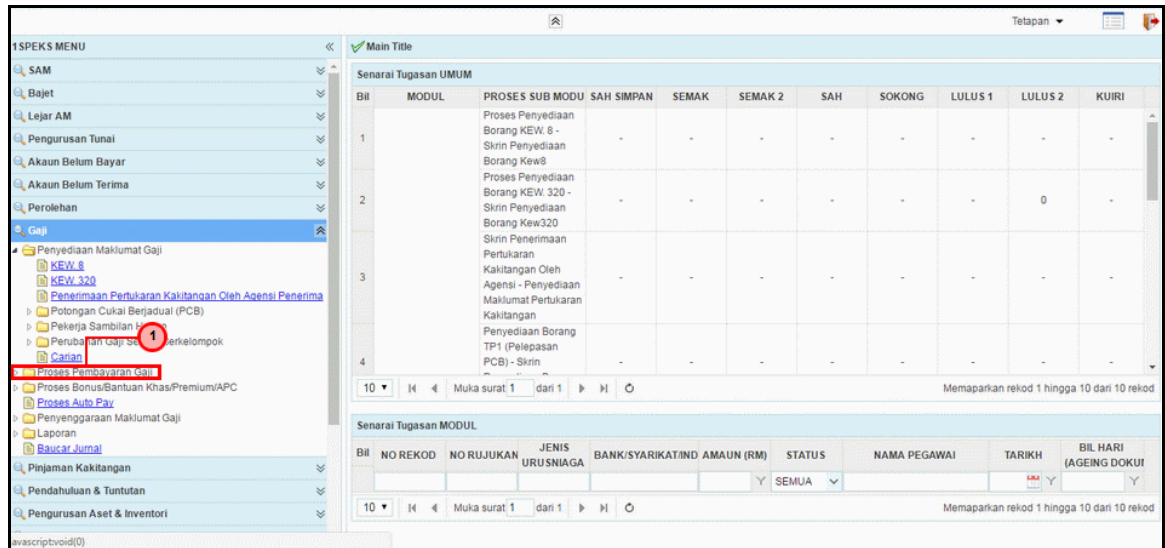 Tetapan
1SPEKS MENU
Main Title
SAM
Bajet
Lejar AM
Pengurusan Tunai
Akaun Belum Bayar
Akaun Belum Terima
Perolehan
Gaji
Penyediaan Maklumat Gaji
KEW. 8
KEW. 320
Penerimaan Pertukaran Kakitangan Oleh Agensi Penerima
Potongan Cukai Berjadual (PCB)
Pekerja Sambilan
Gaji
1
Carian
Proses Pembayaran Gaji
Proses Bonus/Bantuan Khas/Premium/APC
Proses Auto Pay
Penyenggaraan Maklumat Gaji
Laporan
Baucar Jurnal
Pinjaman Kakitangan
Pendahuluan & Tuntutan
Pengurusan Aset & Inventori
avascript:void(0)
Senarai Tugasan UMUM
Bil MODUL PROSES SUB MODU SAH SIMPAN SEMAK SEMAK 2 SAH SOKONG LULUS 1 LULUS 2 KUIRI
Proses Penyediaan
Borang KEW. 8 -
1 - - - - - - - -
Skrin Penyediaan
Borang Kew8
Proses Penyediaan
Borang KEW. 320 -
2 - - - - - - 0 -
Skrin Penyediaan
Borang Kew320
Skrin Penerimaan
Pertukaran
Kakitangan Oleh
3 - - - - - - - -
Agensi - Penyediaan
Maklumat Pertukaran
Kakitangan
Penyediaan Borang
TP1 (Pelepasan
4 PCB) - Skrin - - - - - - - -
10 Muka surat 1 dari 1 Memaparkan rekod 1 hingga 10 dari 10 rekod
Senarai Tugasan MODUL
Bil NO REKOD NO RUJUKAN JENIS URUSNIAGA BANK/SYARIKAT/IND AMAUN (RM) STATUS NAMA PEGAWAI TARIKH BIL HARI (AGEING DOKUI
SEMUA
10 Muka surat 1 dari 1 Memaparkan rekod 1 hingga 10 dari 10 rekod